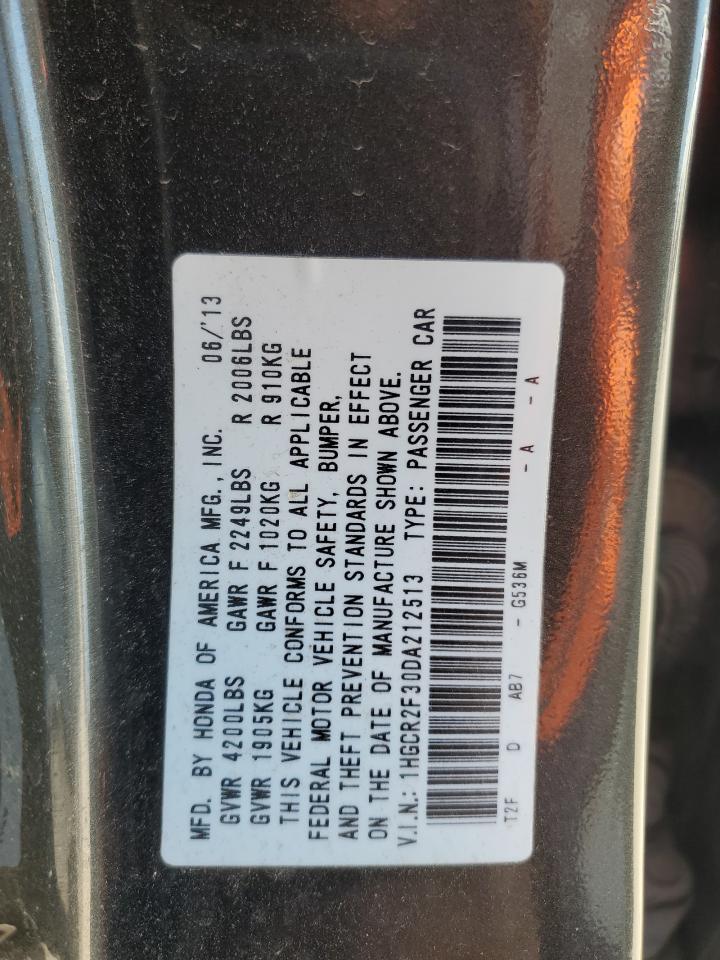 MFD. BY HONDA OF AMERICA MFG., INC. 06/'13
GVWR 4200LBS GAWR F 2249LBS R 2006LBS
GVWR 1905KG GAWR F 1020KG R 910KG
THIS VEHICLE CONFORMS TO ALL APPLICABLE
FEDERAL MOTOR VEHICLE SAFETY, BUMPER,
AND THEFT PREVENTION STANDARDS IN EFFECT
ON THE DATE OF MANUFACTURE SHOWN ABOVE.
V.I.N.: 1HGCR2F30DA212513 TYPE: PASSENGER CAR
T2F D AB7 - G536M - A - A